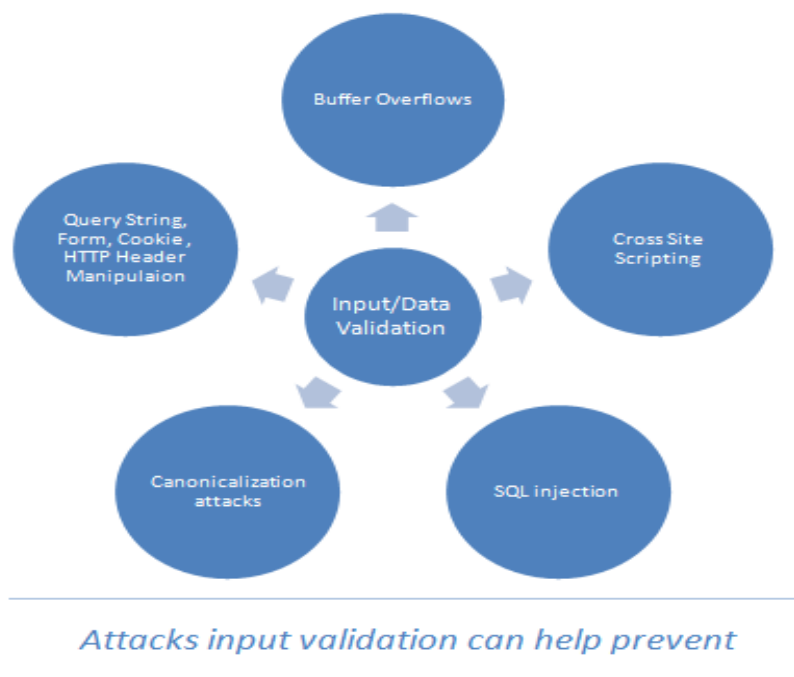 Buffer Overflows
Query String,
Form, Cookie,
HTTP Header
Manipulaion
Cross Site
Scripting
Input/Data
Validation
Canonicalization
attacks
SQL injection
Attacks input validation can help prevent